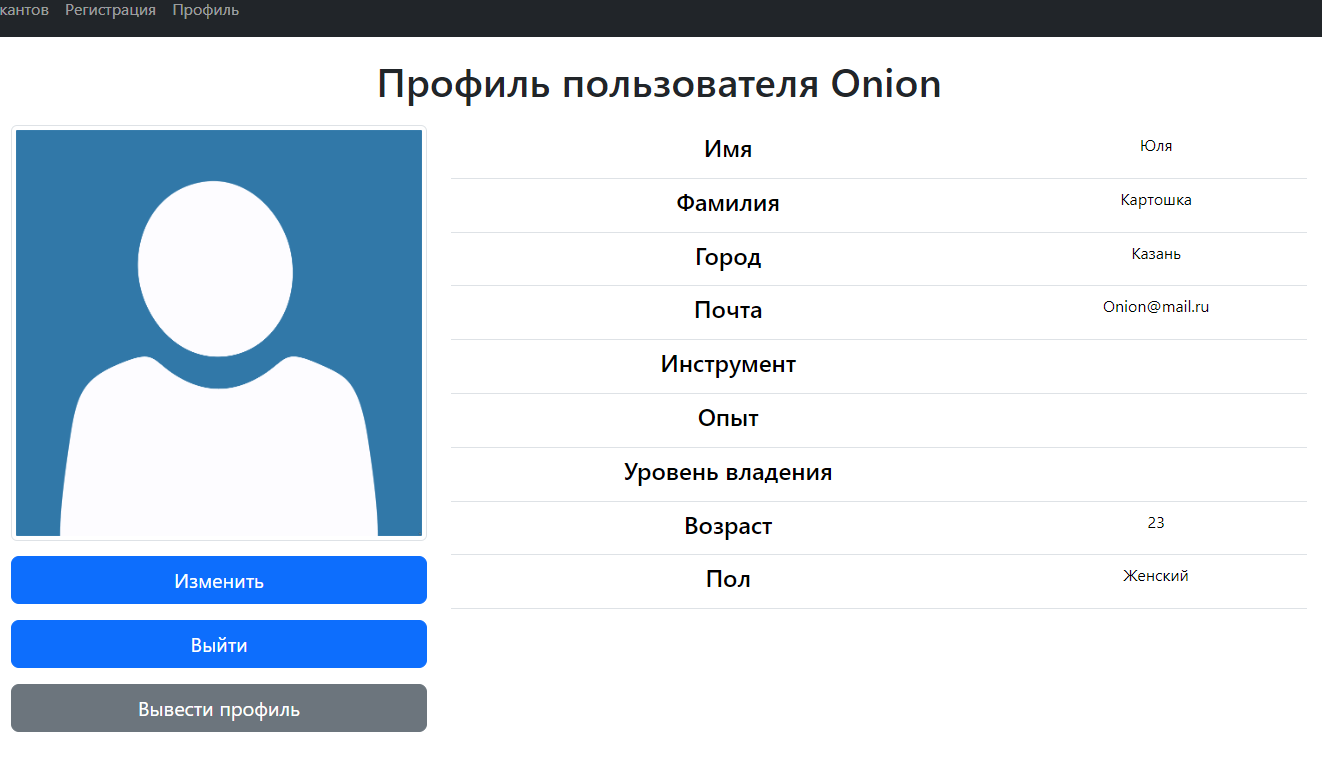 кантов Регистрация Профиль
Профиль пользователя Onion
Имя Юля
Фамилия Картошка
Город Казань
Почта Onion@mail.ru
Инструмент
Опыт
Уровень владения
Возраст 23
Пол Женский
Изменить
Выйти
Вывести профиль